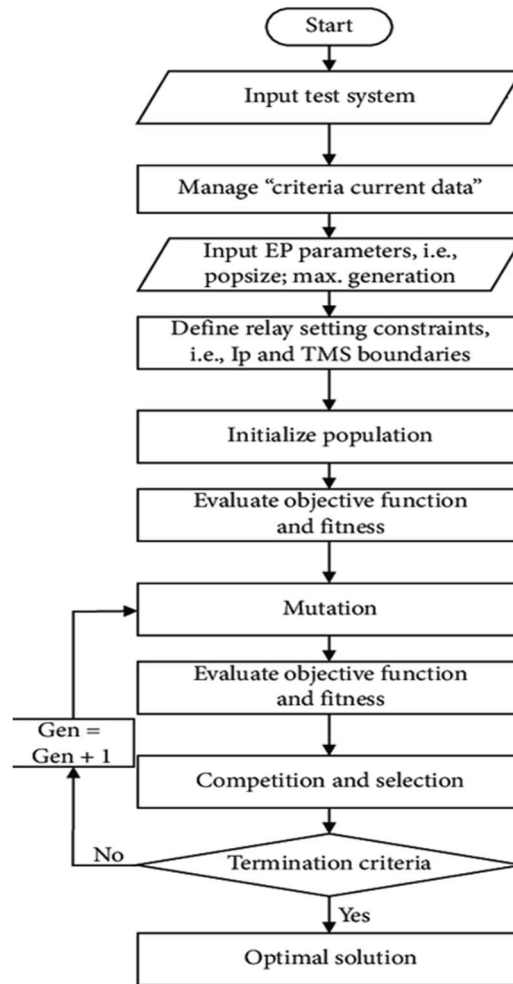 Start
Input test system
Manage “criteria current data”
Input EP parameters, i.e.,
popsize; max. generation
Define relay setting constraints,
i.e., Ip and TMS boundaries
Initialize population
Evaluate objective function
and fitness
Mutation
Evaluate objective function
and fitness
Gen =
Gen + 1
Competition and selection
No
Termination criteria
Yes
Optimal solution